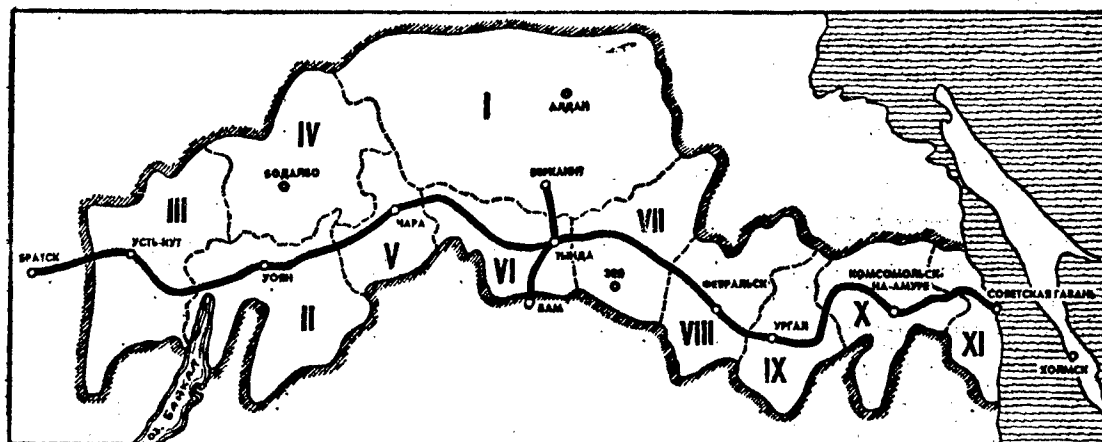 I
АЛДАН
IV
БОДАЙБО
БЕРКАКИТ
III
VII
ЧАРА
УСТЬ-КУТ
БРАТСК
УОЯН
V
VI
ТЫНДА
ЗЕЯ
ФЕВРАЛЬСК
КОМСОМОЛЬСК-
НА-АМУРЕ
СОВЕТСКАЯ ГАВАНЬ
БАМ
II
VIII
УРГАЛ
X
IX
XI
ХОЛМСК
ОЗ. БАЙКАЛ